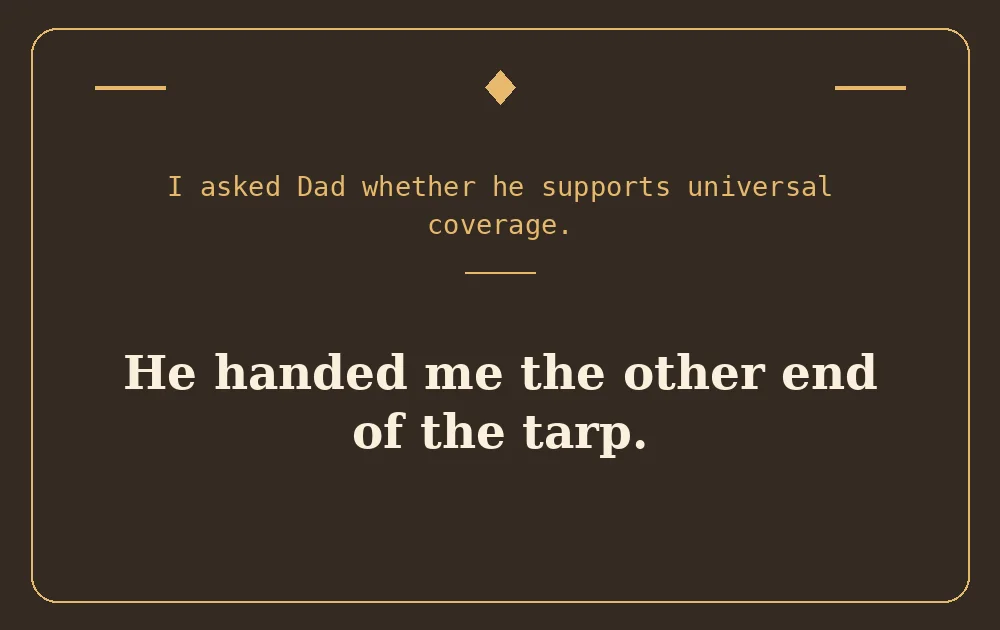 I asked Dad whether he supports universal
coverage.
He handed me the other end
of the tarp.